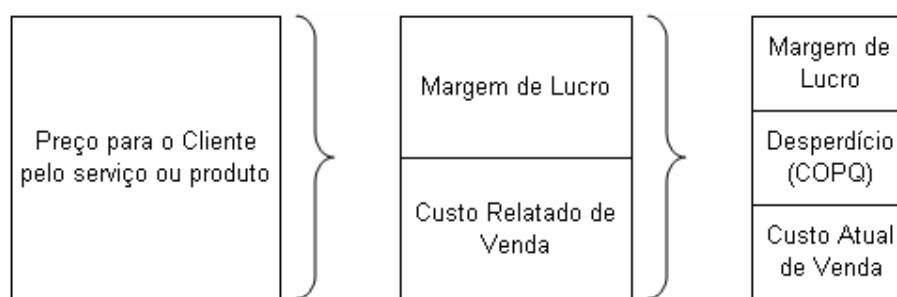 Preço para o Cliente
pelo serviço ou produto
Margem de Lucro
Custo Relatado de
Venda
Margem de
Lucro
Desperdício
(COPQ)
Custo Atual
de Venda